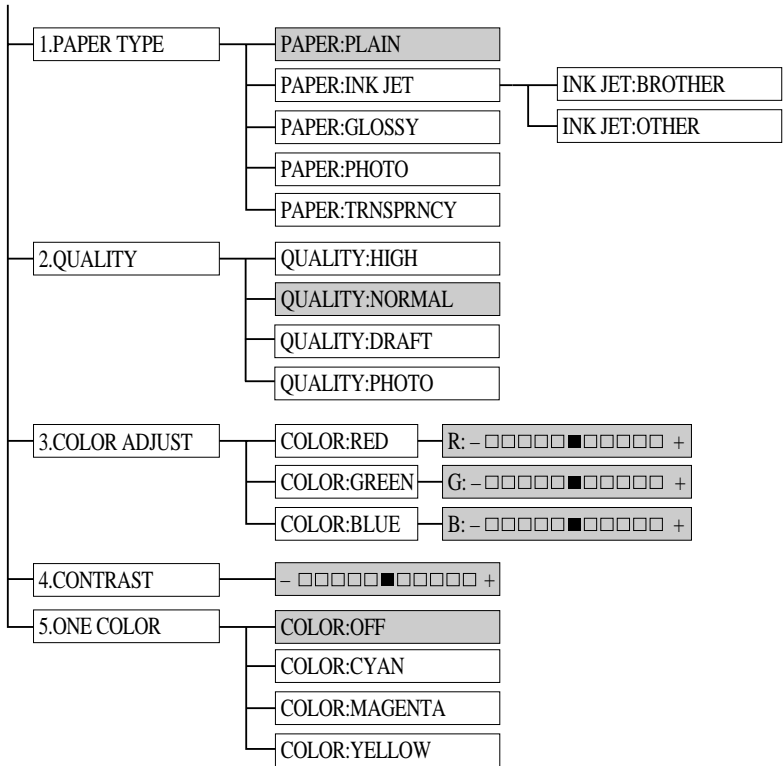 1.PAPER TYPE
PAPER:PLAIN
PAPER:INK JET
INK JET:BROTHER
INK JET:OTHER
PAPER:GLOSSY
PAPER:PHOTO
PAPER:TRNSPRNCY
2.QUALITY
QUALITY:HIGH
QUALITY:NORMAL
QUALITY:DRAFT
QUALITY:PHOTO
3.COLOR ADJUST
COLOR:RED
R: – □□□□□■□□□□□ +
COLOR:GREEN
G: – □□□□□■□□□□□ +
COLOR:BLUE
B: – □□□□□■□□□□□ +
4.CONTRAST
– □□□□□■□□□□□ +
5.ONE COLOR
COLOR:OFF
COLOR:CYAN
COLOR:MAGENTA
COLOR:YELLOW